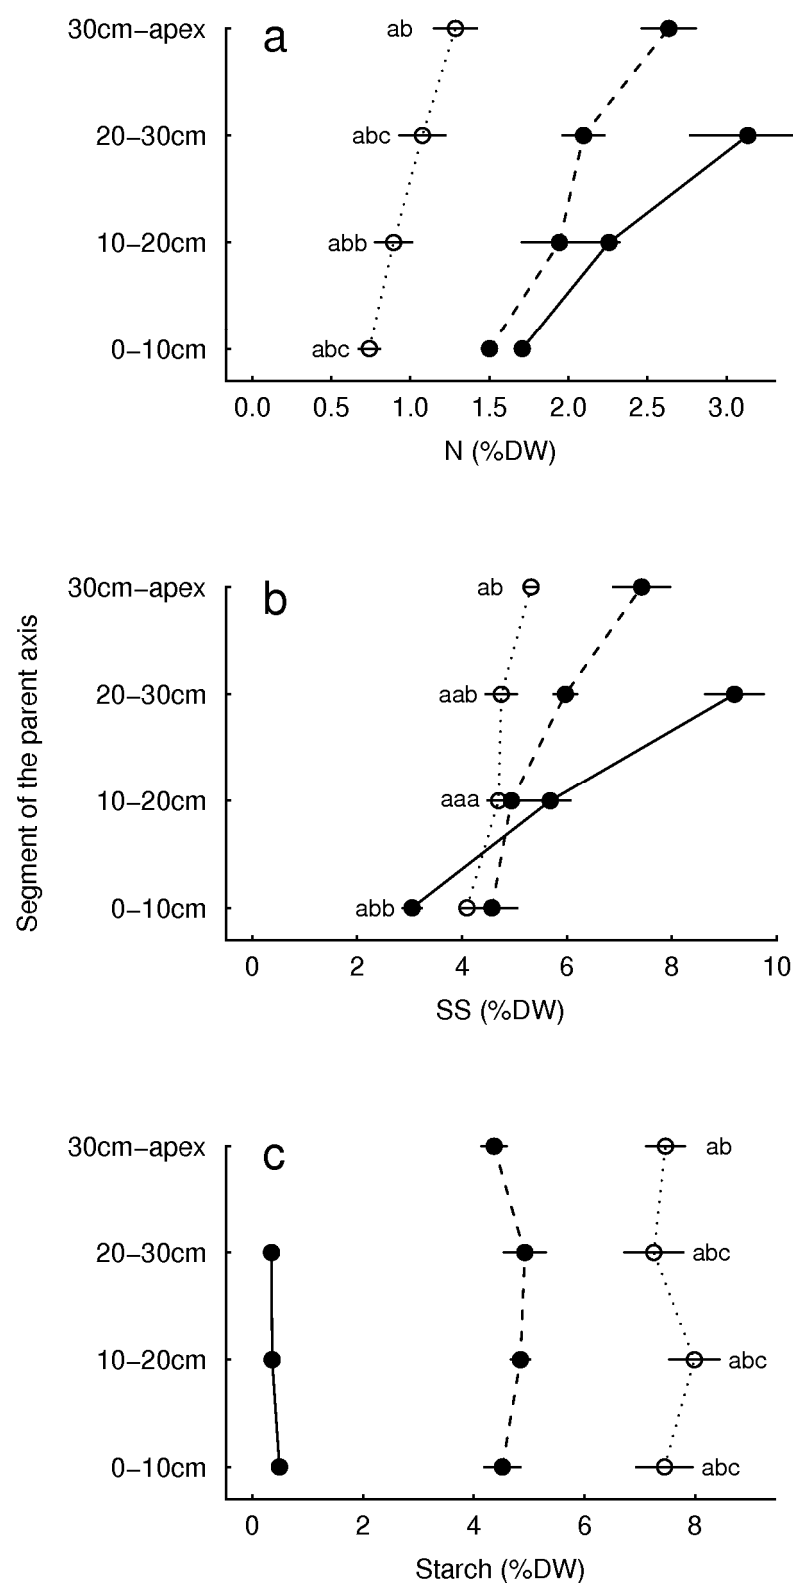 30cm−apex
a
ab
20−30cm
abc
10−20cm
abb
0−10cm
abc
0.0 0.5 1.0 1.5 2.0 2.5 3.0
N (%DW)
Segment of the parent axis
30cm−apex
b
ab
20−30cm
aab
10−20cm
aaa
0−10cm
abb
0 2 4 6 8 10
SS (%DW)
30cm−apex
c
ab
20−30cm
abc
10−20cm
abc
0−10cm
abc
0 2 4 6 8
Starch (%DW)